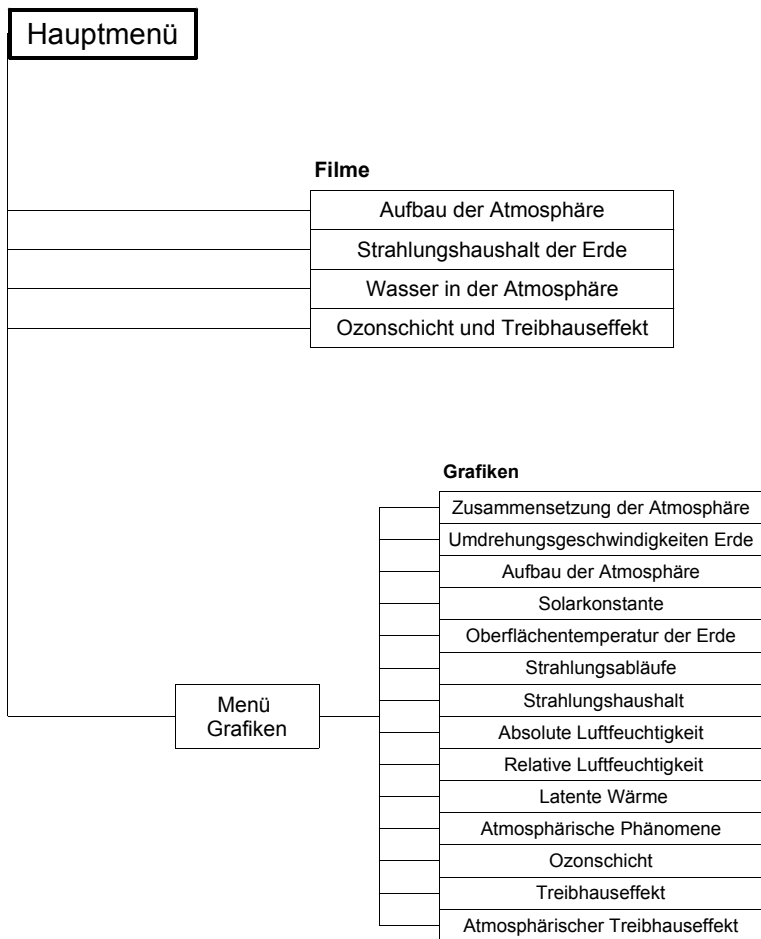 Hauptmenü
Filme
Aufbau der Atmosphäre
Strahlungshaushalt der Erde
Wasser in der Atmosphäre
Ozonschicht und Treibhauseffekt
Grafiken
Zusammensetzung der Atmosphäre
Umdrehungsgeschwindigkeiten Erde
Aufbau der Atmosphäre
Solarkonstante
Oberflächentemperatur der Erde
Strahlungsabläufe
Strahlungshaushalt
Menü
Grafiken
Absolute Luftfeuchtigkeit
Relative Luftfeuchtigkeit
Latente Wärme
Atmosphärische Phänomene
Ozonschicht
Treibhauseffekt
Atmosphärischer Treibhauseffekt